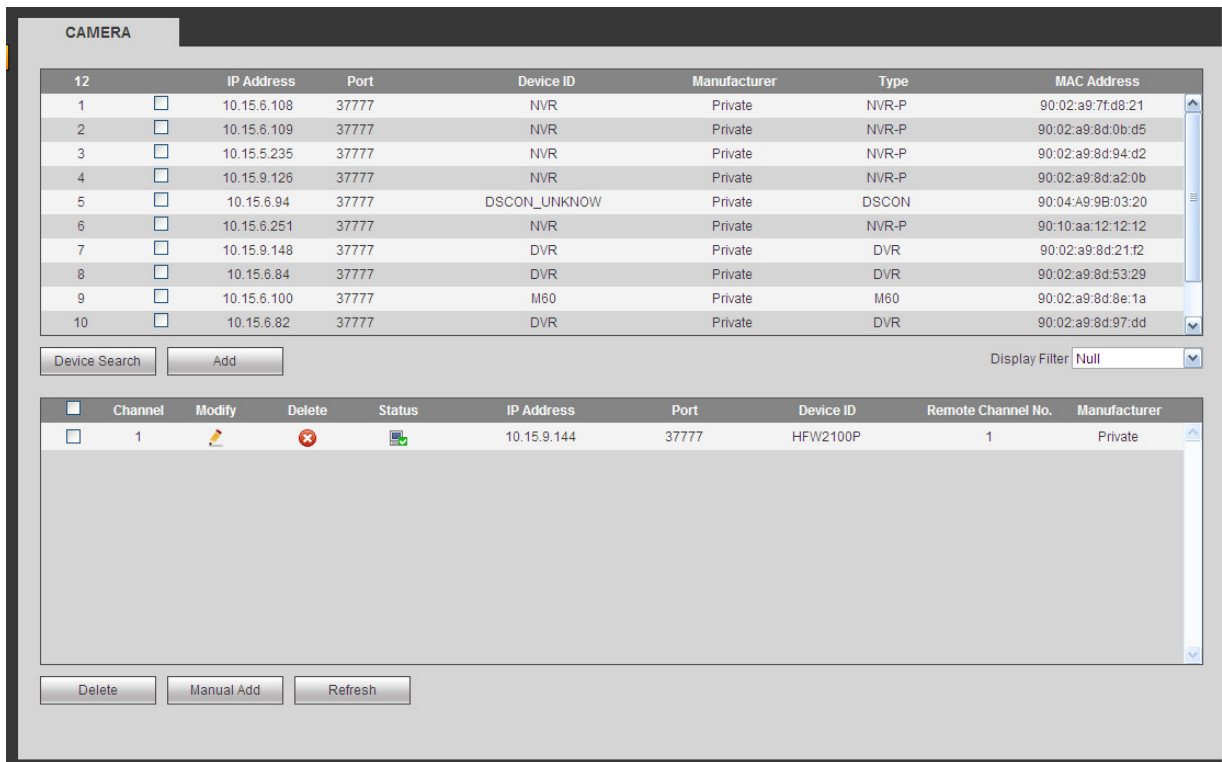 CAMERA
12 IP Address Port Device ID Manufacturer Type MAC Address
1 10.15.6.108 37777 NVR Private NVR-P 90:02:a9:7f:d8:21
2 10.15.6.109 37777 NVR Private NVR-P 90:02:a9:8d:0b:d5
3 10.15.5.235 37777 NVR Private NVR-P 90:02:a9:8d:94:d2
4 10.15.9.126 37777 NVR Private NVR-P 90:02:a9:8d:a2:0b
5 10.15.6.94 37777 DSCON_UNKNOW Private DSCON 90:04:A9:9B:03:20
6 10.15.6.251 37777 NVR Private NVR-P 90:10:aa:12:12:12
7 10.15.9.148 37777 DVR Private DVR 90:02:a9:8d:21:f2
8 10.15.6.84 37777 DVR Private DVR 90:02:a9:8d:53:29
9 10.15.6.100 37777 M60 Private M60 90:02:a9:8d:8e:1a
10 10.15.6.82 37777 DVR Private DVR 90:02:a9:8d:97:dd
Device Search Add Display Filter Null
Channel Modify Delete Status IP Address Port Device ID Remote Channel No. Manufacturer
1 10.15.9.144 37777 HFW2100P 1 Private
Delete Manual Add Refresh